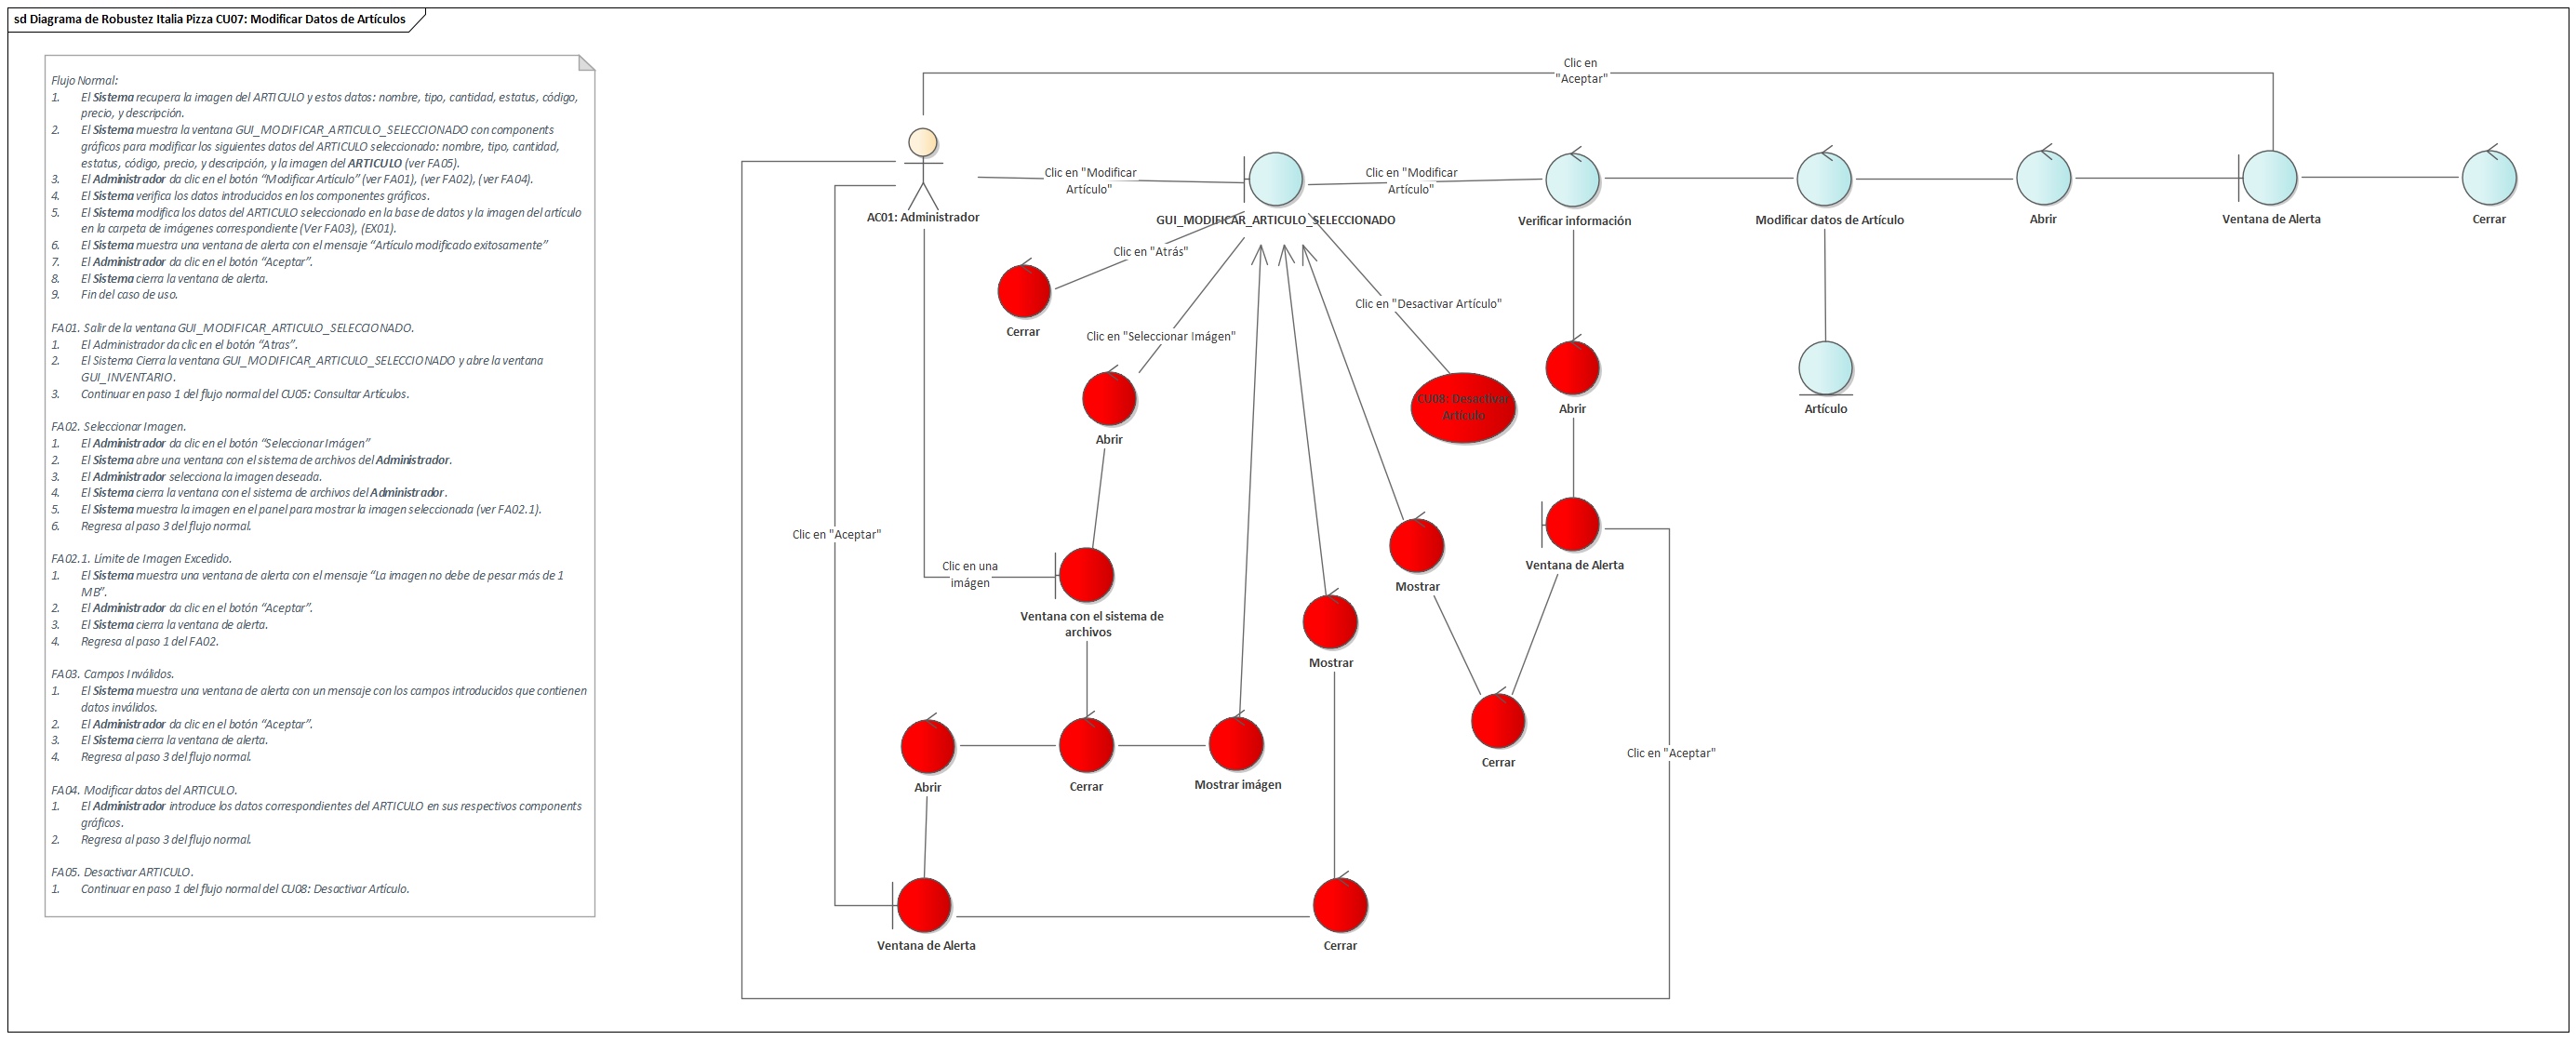 sd Diagrama de Robustez Italia Pizza CU07: Modificar Datos de Artículos
Flujo Normal:
1. El Sistema recupera la imagen del ARTICULO y estos datos: nombre, tipo, cantidad, estatus, código,
precio, y descripción.
2. El Sistema muestra la ventana GUI_MODIFICAR_ARTICULO_SELECCIONADO con components
gráficos para modificar los siguientes datos del ARTICULO seleccionado: nombre, tipo, cantidad,
estatus, código, precio, y descripción, y la imagen del ARTICULO (ver FA05).
3. El Administrador da clic en el botón “Modificar Artículo” (ver FA01), (ver FA02), (ver FA04).
4. El Sistema verifica los datos introducidos en los componentes gráficos.
5. El Sistema modifica los datos del ARTICULO seleccionado en la base de datos y la imagen del artículo
en la carpeta de imágenes correspondiente (Ver FA03), (EX01).
6. El Sistema muestra una ventana de alerta con el mensaje “Artículo modificado exitosamente”
7. El Administrador da clic en el botón “Aceptar”.
8. El Sistema cierra la ventana de alerta.
9. Fin del caso de uso.
FA01. Salir de la ventana GUI_MODIFICAR_ARTICULO_SELECCIONADO.
1. El Administrador da clic en el botón “Atras”.
2. El Sistema Cierra la ventana GUI_MODIFICAR_ARTICULO_SELECCIONADO y abre la ventana
GUI_INVENTARIO.
3. Continuar en paso 1 del flujo normal del CU05: Consultar Artículos.
FA02. Seleccionar Imagen.
1. El Administrador da clic en el botón “Seleccionar Imágen”
2. El Sistema abre una ventana con el sistema de archivos del Administrador.
3. El Administrador selecciona la imagen deseada.
4. El Sistema cierra la ventana con el sistema de archivos del Administrador.
5. El Sistema muestra la imagen en el panel para mostrar la imagen seleccionada (ver FA02.1).
6. Regresa al paso 3 del flujo normal.
FA02.1. Límite de Imagen Excedido.
1. El Sistema muestra una ventana de alerta con el mensaje “La imagen no debe de pesar más de 1
MB”.
2. El Administrador da clic en el botón “Aceptar”.
3. El Sistema cierra la ventana de alerta.
4. Regresa al paso 1 del FA02.
FA03. Campos Inválidos.
1. El Sistema muestra una ventana de alerta con un mensaje con los campos introducidos que contienen
datos inválidos.
2. El Administrador da clic en el botón “Aceptar”.
3. El Sistema cierra la ventana de alerta.
4. Regresa al paso 3 del flujo normal.
FA04. Modificar datos del ARTICULO.
1. El Administrador introduce los datos correspondientes del ARTICULO en sus respectivos components
gráficos.
2. Regresa al paso 3 del flujo normal.
FA05. Desactivar ARTICULO.
1. Continuar en paso 1 del flujo normal del CU08: Desactivar Artículo.
Clic en
"Aceptar"
Clic en "Modificar
Artículo"
Clic en "Modificar
Artículo"
AC01: Administrador
GUI_MODIFICAR_ARTICULO_SELECCIONADO
Verificar información
Modificar datos de Artículo
Abrir
Ventana de Alerta
Cerrar
Clic en "Atrás"
Cerrar
Clic en "Desactivar Artículo"
Clic en "Seleccionar Imágen"
CU08: Desactivar
Artículo
Abrir
Artículo
Abrir
Clic en "Aceptar"
Clic en una
imágen
Ventana de Alerta
Mostrar
Ventana con el sistema de
archivos
Mostrar
Clic en "Aceptar"
Cerrar
Abrir
Cerrar
Mostrar imágen
Ventana de Alerta
Cerrar